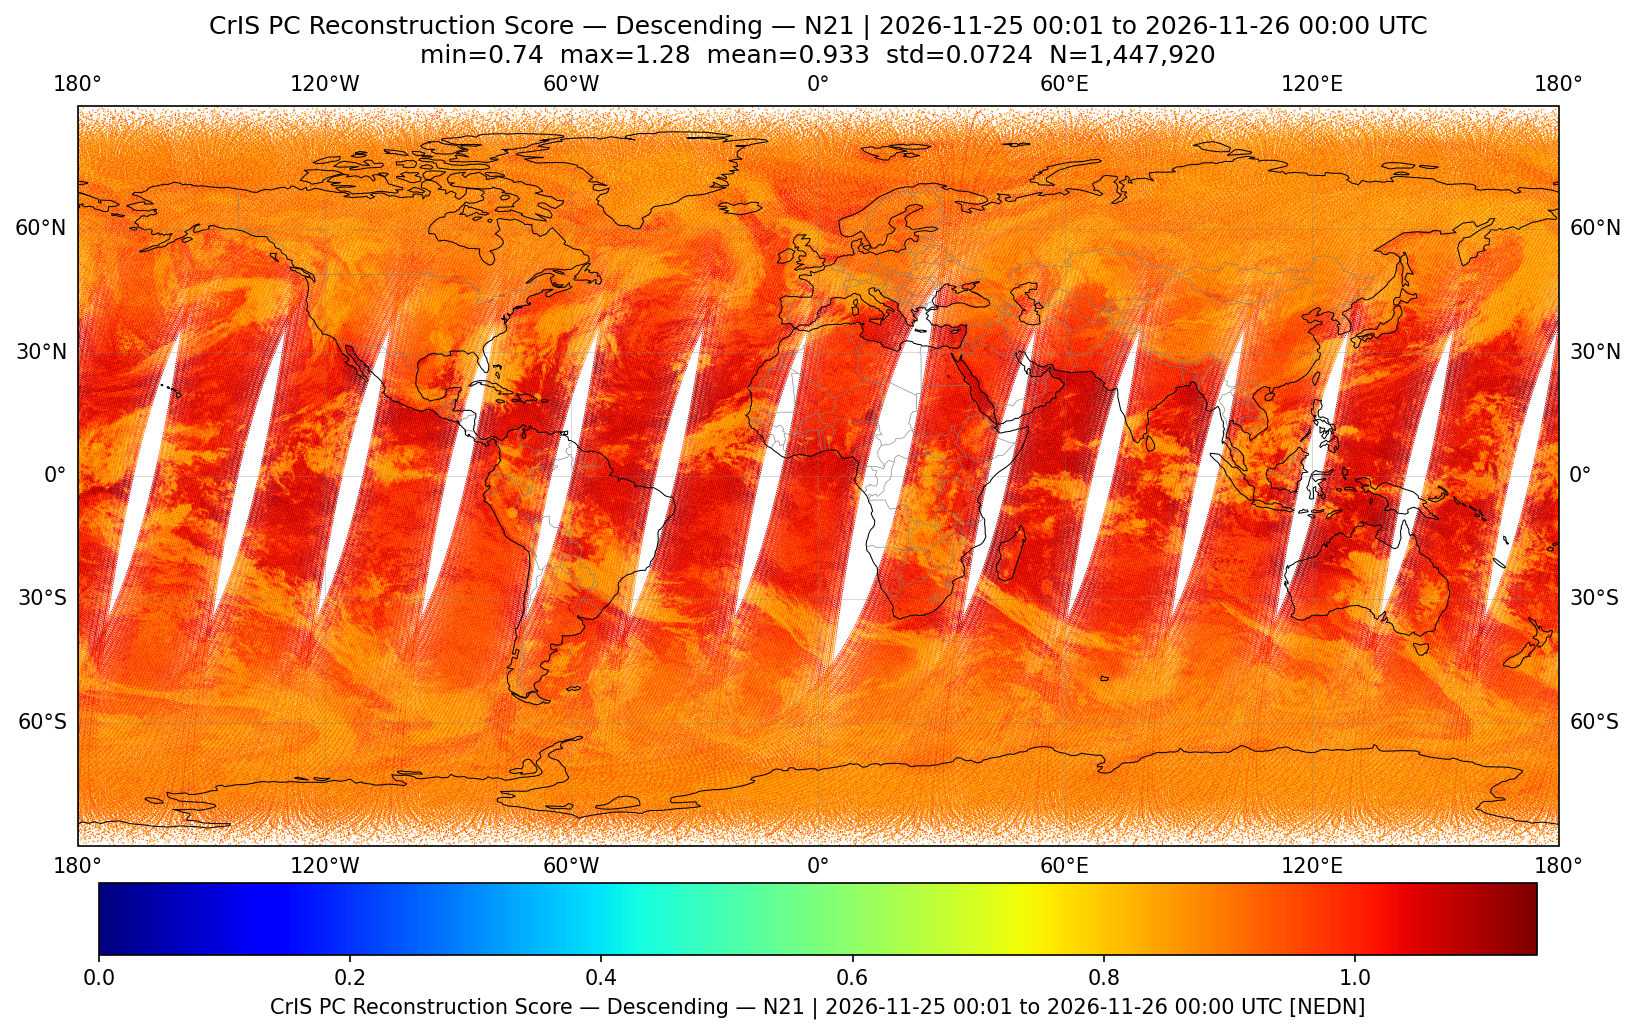 CrIS PC Reconstruction Score — Descending — N21 | 2026-11-25 00:01 to 2026-11-26 00:00 UTC
min=0.74  max=1.28  mean=0.933  std=0.0724  N=1,447,920
180° 120°W 60°W 0° 60°E 120°E 180°
60°N 60°N
30°N 30°N
0° 0°
30°S 30°S
60°S 60°S
180° 120°W 60°W 0° 60°E 120°E 180°
0.0 0.2 0.4 0.6 0.8 1.0
CrIS PC Reconstruction Score — Descending — N21 | 2026-11-25 00:01 to 2026-11-26 00:00 UTC [NEDN]